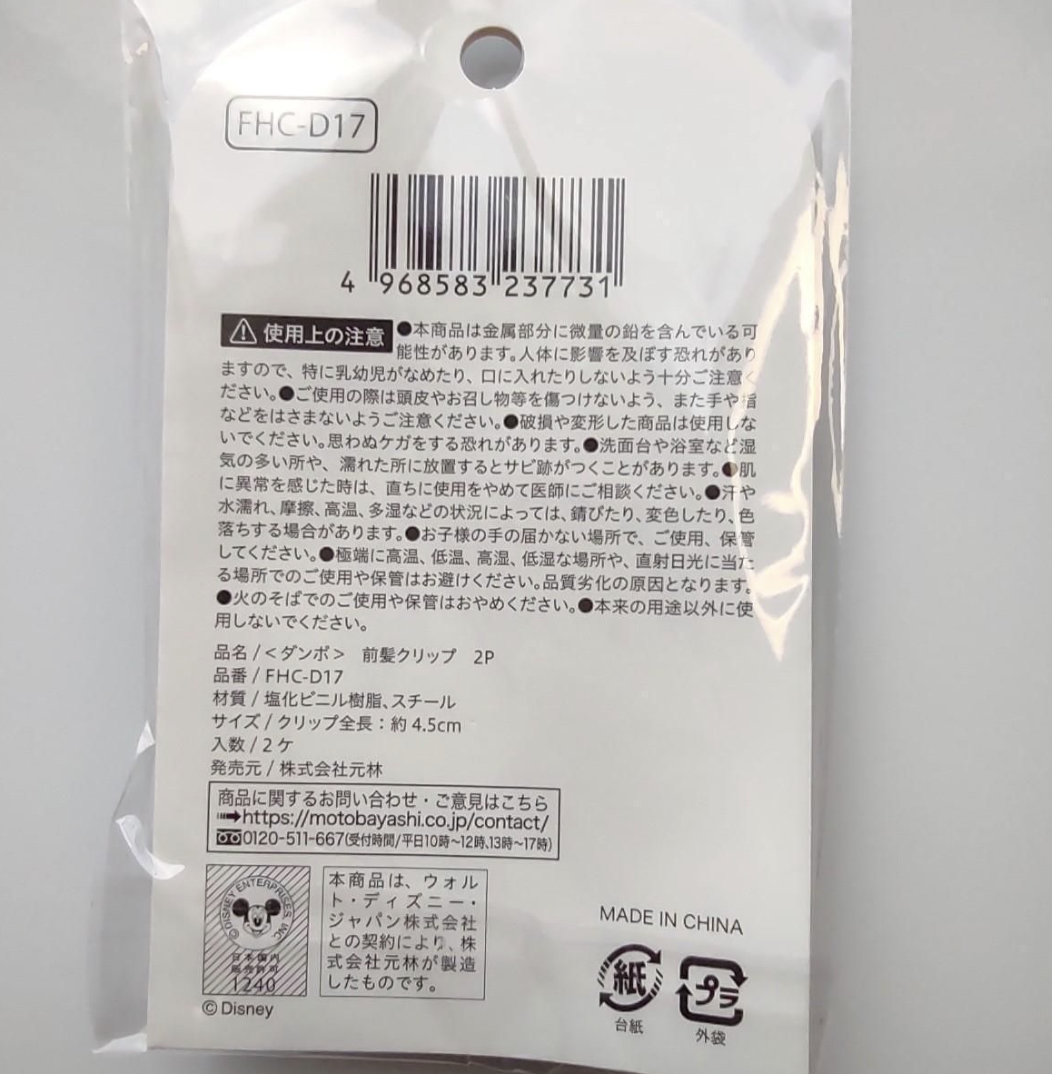 FHC-D17
4 968583 237731
⚠ 使用上の注意 ●本商品は金属部分に微量の鉛を含んでいる可
能性があります。人体に影響を及ぼす恐れがあり
ますので、特に乳幼児がなめたり、口に入れたりしないよう十分ご注意く
ださい。●ご使用の際は頭皮やお召し物等を傷つけないよう、また手や指
などをはさまないようご注意ください。●破損や変形した商品は使用しな
いでください。思わぬケガをする恐れがあります。●洗面台や浴室など湿
気の多い所や、濡れた所に放置するとサビ跡がつくことがあります。●肌
に異常を感じた時は、直ちに使用をやめて医師にご相談ください。●汗や
水濡れ、摩擦、高温、多湿などの状況によっては、錆びたり、変色したり、色
落ちする場合があります。●お子様の手の届かない場所で、ご使用、保管
してください。●極端に高温、低温、高湿、低湿な場所や、直射日光に当た
る場所でのご使用や保管はお避けください。品質劣化の原因となります。
●火のそばでのご使用や保管はおやめください。●本来の用途以外に使
用しないでください。
品名/<ダンボ> 前髪クリップ 2P
品番/FHC-D17
材質/塩化ビニル樹脂、スチール
サイズ/クリップ全長：約4.5cm
入数/2ケ
発売元/株式会社元林
商品に関するお問い合わせ・ご意見はこちら
➡https://motobayashi.co.jp/contact/
0120-511-667(受付時間/平日10時～12時、13時～17時)
©DISNEY ENTERPRISES, INC
日本国内
販売許可
1240
©Disney
本商品は、ウォル
ト・ディズニー・
ジャパン株式会社
との契約により、株
式会社元林が製造
したものです。
MADE IN CHINA
紙
台紙
プラ
外袋